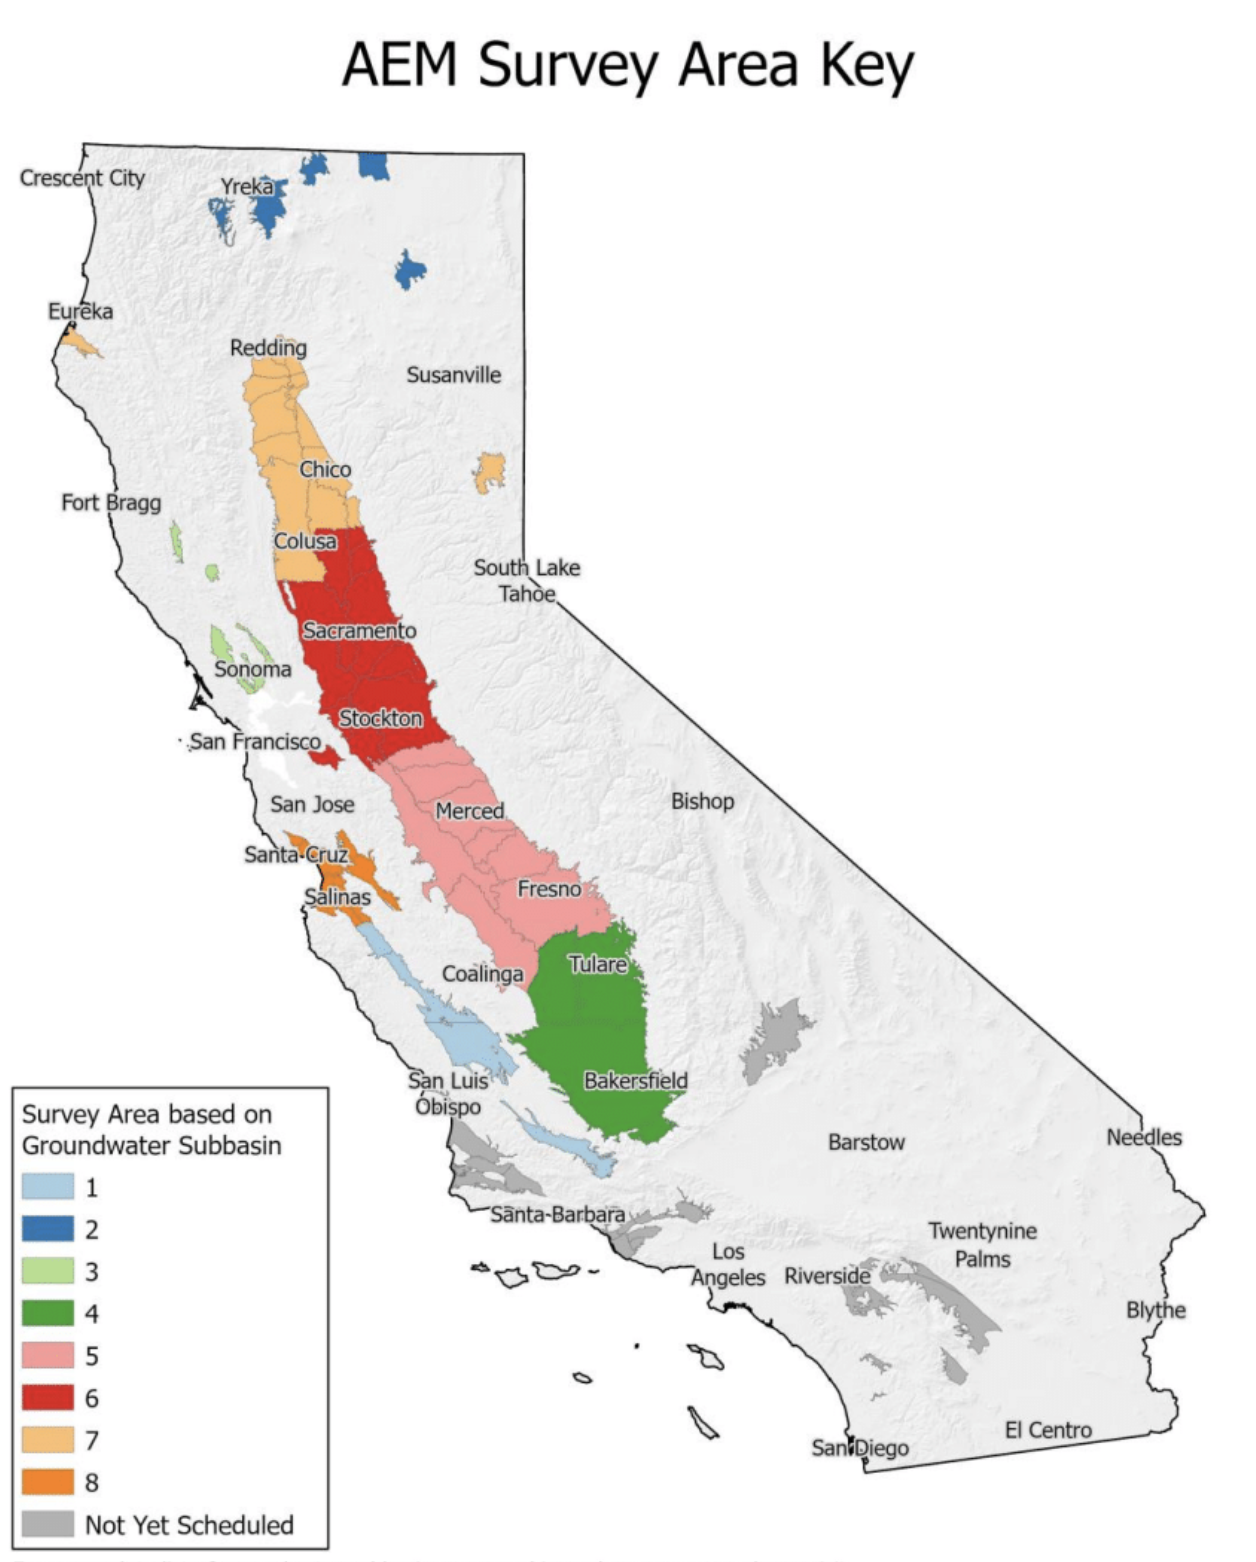 AEM Survey Area Key
Crescent City
Yreka
Eureka
Redding
Susanville
Chico
Fort Bragg
Colusa
South Lake
Tahoe
Sacramento
Sonoma
Stockton
San Francisco
San Jose
Merced
Bishop
Santa Cruz
Salinas
Fresno
Coalinga
Tulare
San Luis
Obispo
Bakersfield
Barstow
Needles
Santa Barbara
Los
Angeles
Riverside
Twentynine
Palms
Blythe
San Diego
El Centro
Survey Area based on
Groundwater Subbasin
1
2
3
4
5
6
7
8
Not Yet Scheduled